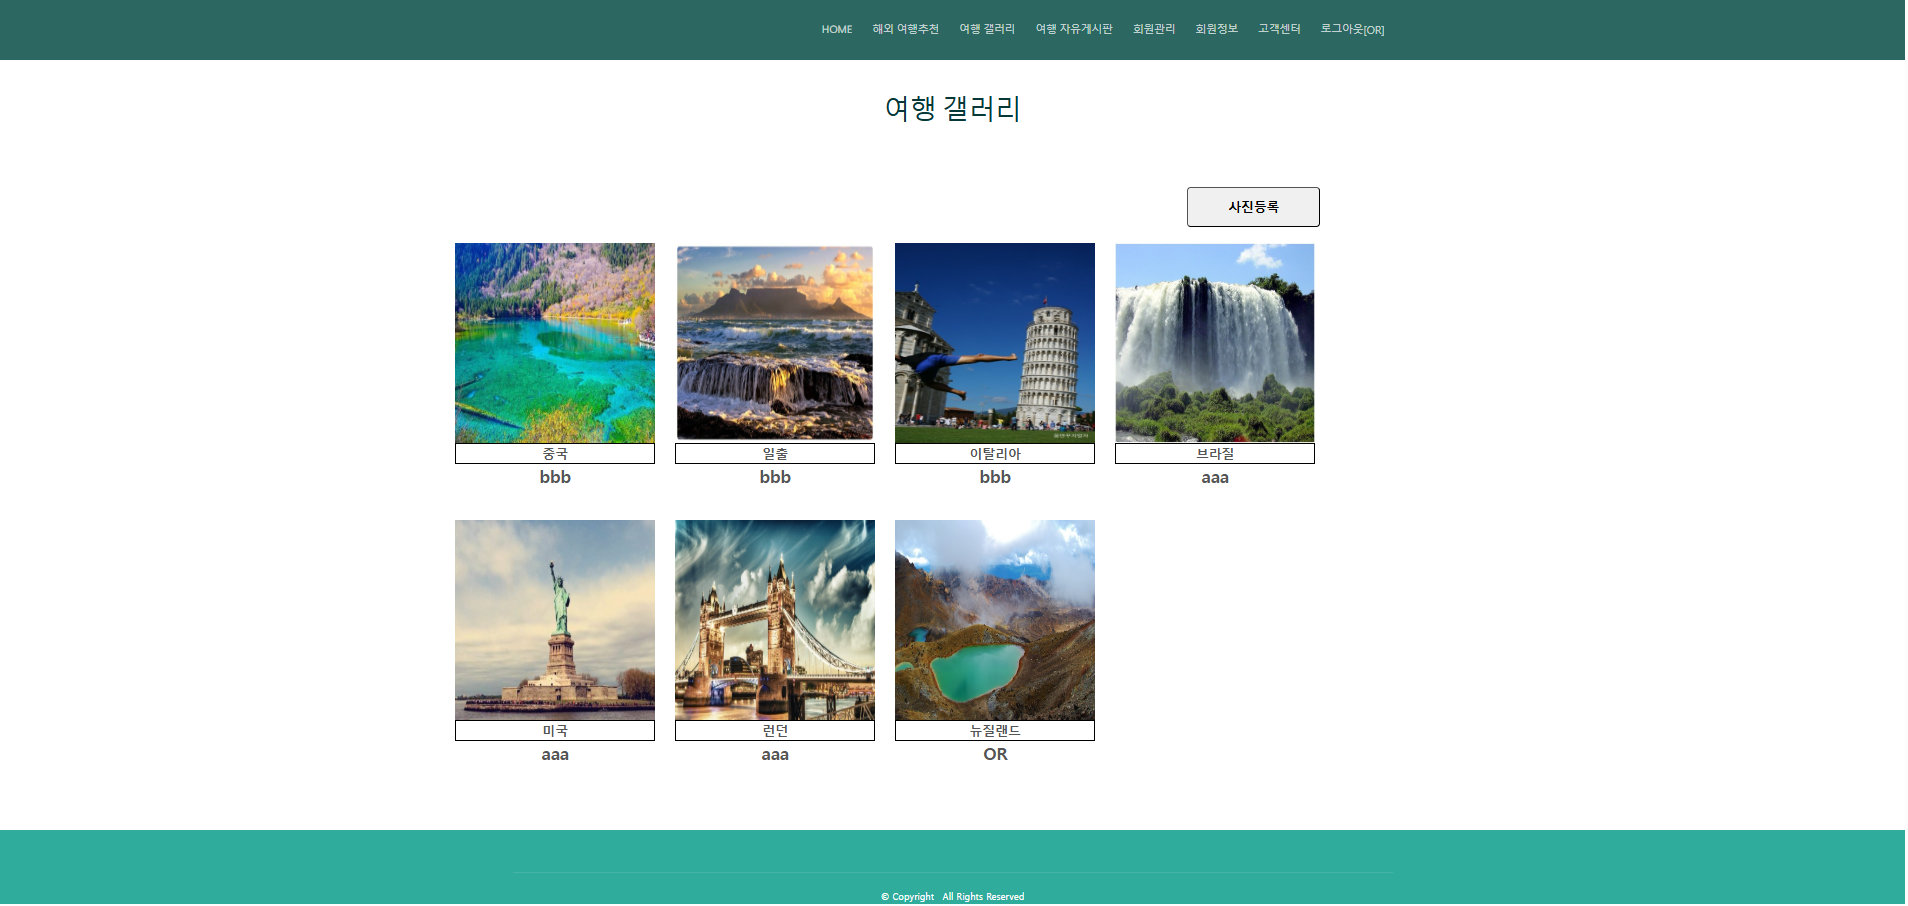 HOME 해외 여행추천 여행 갤러리 여행 자유게시판 회원관리 회원정보 고객센터 로그아웃[OR]
여행 갤러리
사진등록
중국 일출 이탈리아 브라질
bbb bbb bbb aaa
미국 런던 뉴질랜드
aaa aaa OR
© Copyright All Rights Reserved